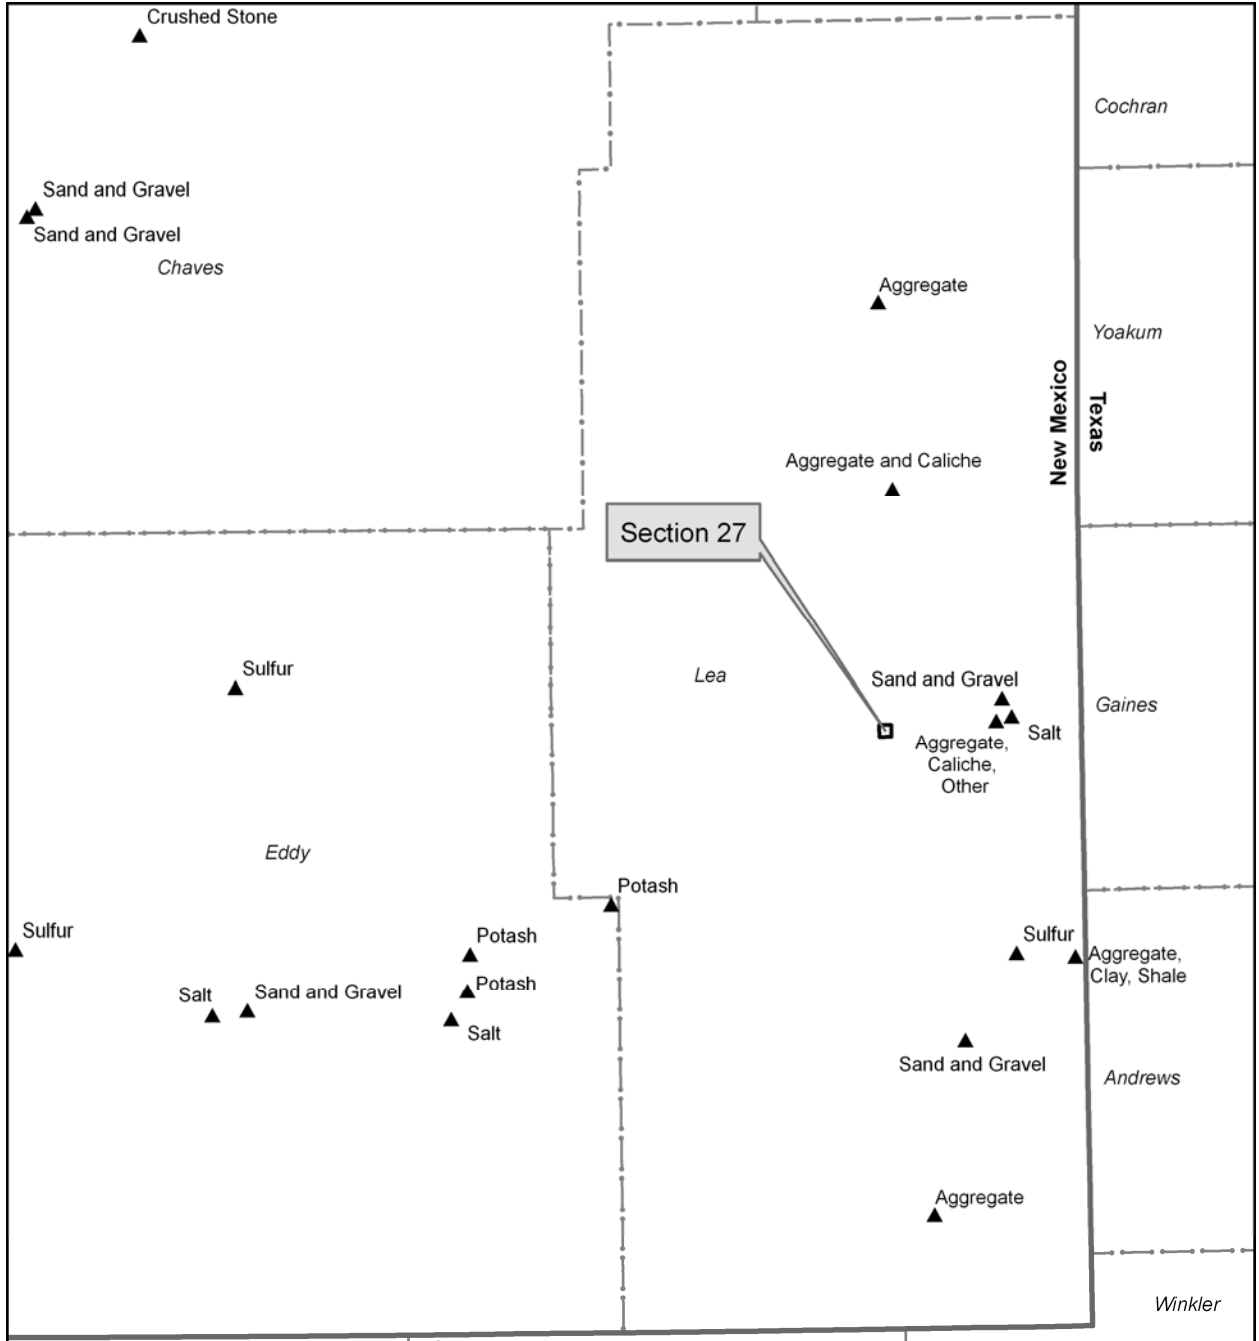 Crushed Stone
Cochran
Sand and Gravel
Sand and Gravel
Chaves
Aggregate
Yoakum
New Mexico
Texas
Aggregate and Caliche
Section 27
Sulfur
Lea
Sand and Gravel
Gaines
Salt
Aggregate,
Caliche,
Other
Eddy
Potash
Sulfur
Potash
Sulfur
Aggregate,
Clay, Shale
Potash
Salt
Sand and Gravel
Salt
Sand and Gravel
Andrews
Aggregate
Winkler